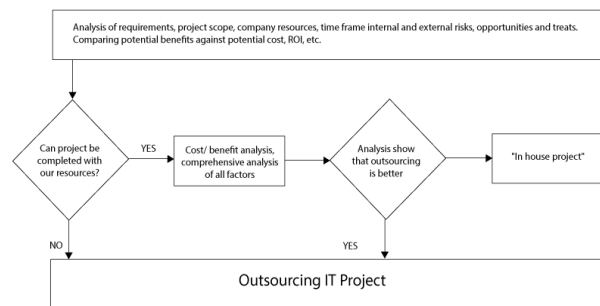 Analysis of requirements, project scope, company resources, time frame internal and external risks, opportunities and treats.
Comparing potential benefits against potential cost, ROI, etc.
Can project be
completed with
our resources?
YES
Cost/ benefit analysis,
comprehensive analysis
of all factors
Analysis show
that outsourcing
is better
"In house project"
NO
YES
Outsourcing IT Project